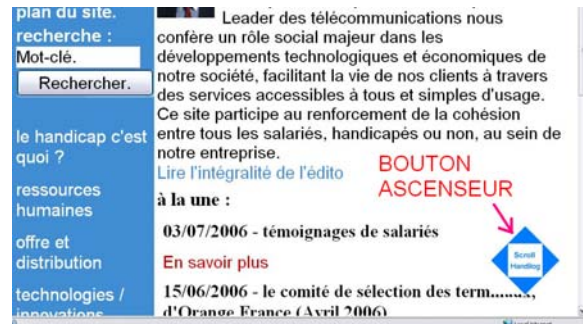 plan du site.
recherche :
Mot-clé.
Rechercher.
le handicap c'est
quoi ?
ressources
humaines
offre et
distribution
technologies /
innovations
Leader des télécommunications nous
confère un rôle social majeur dans les
développements technologiques et économiques de
notre société, facilitant la vie de nos clients à travers
des services accessibles à tous et simples d'usage.
Ce site participe au renforcement de la cohésion
entre tous les salariés, handicapés ou non, au sein de
notre entreprise.
Lire l'intégralité de l'édito
BOUTON
ASCENSEUR
à la une :
03/07/2006 - témoignages de salariés
En savoir plus
Scroll
Handilog
15/06/2006 - le comité de sélection des
d'Orange France (Avril 2006)